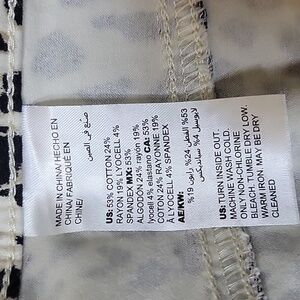 MADE IN CHINA/HECHO EN
CHINA/ FABRIQUÉ EN
CHINE/
صنع في الصين
US: 53% COTTON 24%
RAYON 19% LYOCELL 4%
SPANDEX MX: 53%
ALGODÓN 24% rayón 19%
lyocell 4% elastano CA: 53%
COTON 24% RAYONNE 19%
LYOCELL 4% SPANDEX
AE/KW:
US:TURN INSIDE OUT.
MACHINE WASH COLD.
ONLY NON-CHLORINE
BLEACH. TUMBLE DRY LOW.
WARM IRON. MAY BE DRY
CLEANED